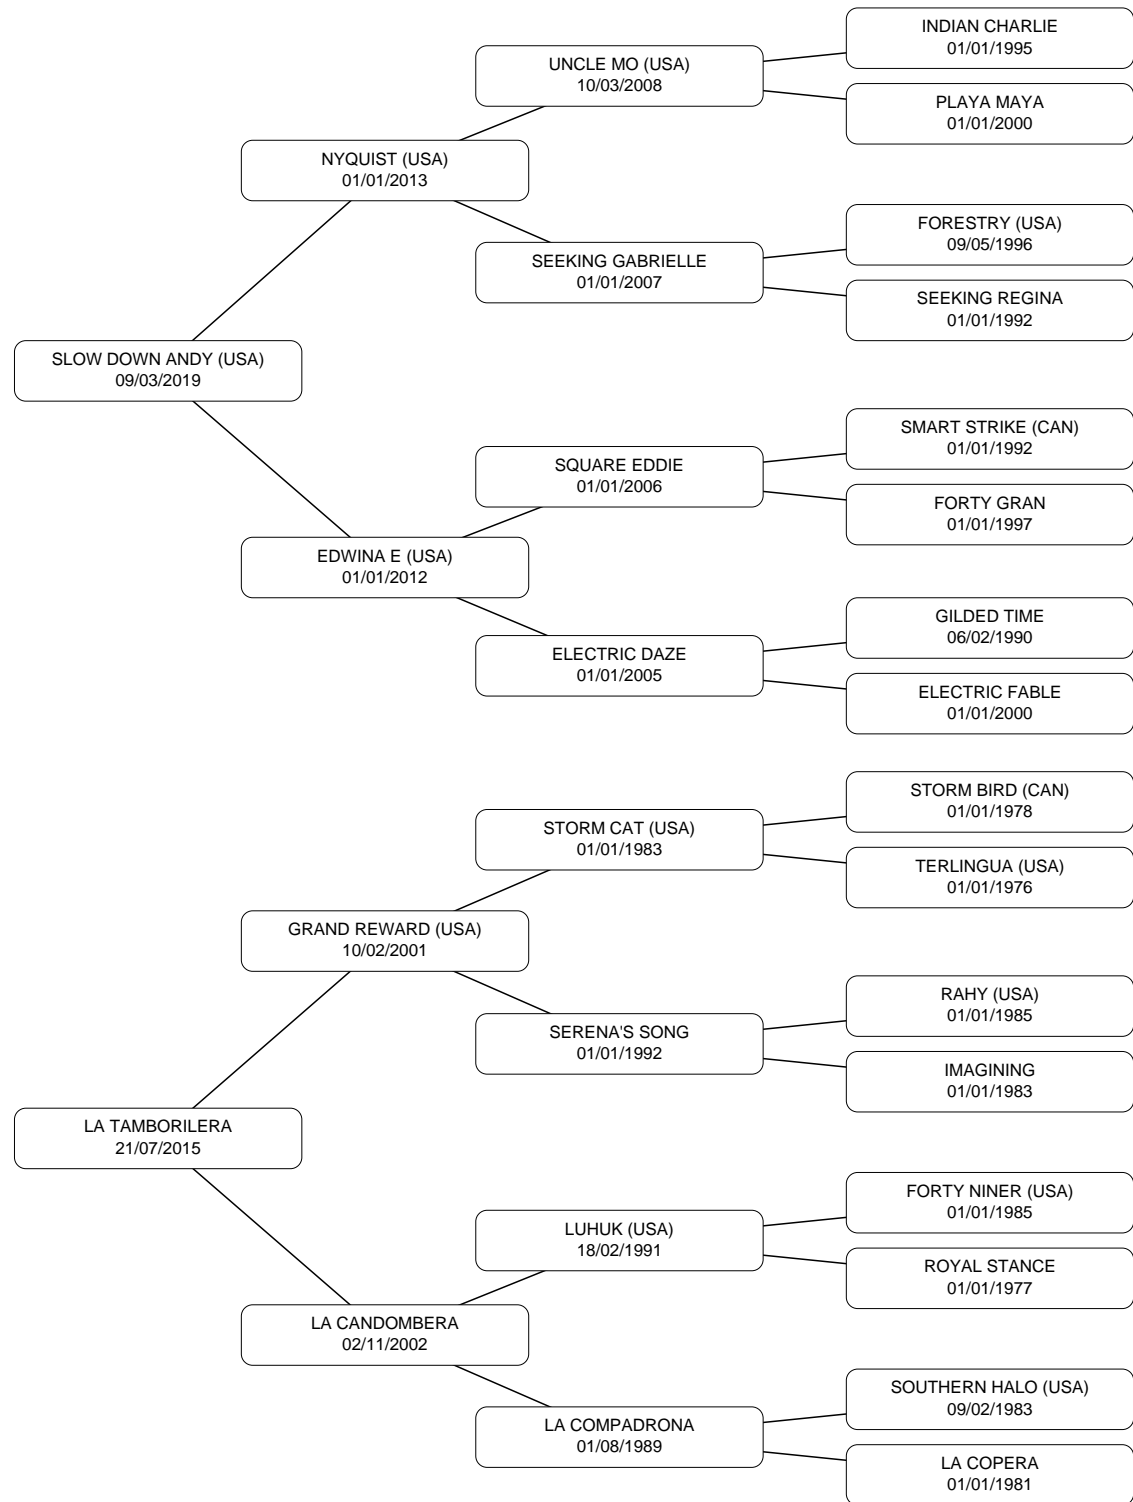 INDIAN CHARLIE
01/01/1995
UNCLE MO (USA)
10/03/2008
PLAYA MAYA
01/01/2000
NYQUIST (USA)
01/01/2013
FORESTRY (USA)
09/05/1996
SEEKING GABRIELLE
01/01/2007
SEEKING REGINA
01/01/1992
SLOW DOWN ANDY (USA)
09/03/2019
SMART STRIKE (CAN)
01/01/1992
SQUARE EDDIE
01/01/2006
FORTY GRAN
01/01/1997
EDWINA E (USA)
01/01/2012
GILDED TIME
06/02/1990
ELECTRIC DAZE
01/01/2005
ELECTRIC FABLE
01/01/2000
STORM BIRD (CAN)
01/01/1978
STORM CAT (USA)
01/01/1983
TERLINGUA (USA)
01/01/1976
GRAND REWARD (USA)
10/02/2001
RAHY (USA)
01/01/1985
SERENA'S SONG
01/01/1992
IMAGINING
01/01/1983
LA TAMBORILERA
21/07/2015
FORTY NINER (USA)
01/01/1985
LUHUK (USA)
18/02/1991
ROYAL STANCE
01/01/1977
LA CANDOMBERA
02/11/2002
SOUTHERN HALO (USA)
09/02/1983
LA COMPADRONA
01/08/1989
LA COPERA
01/01/1981